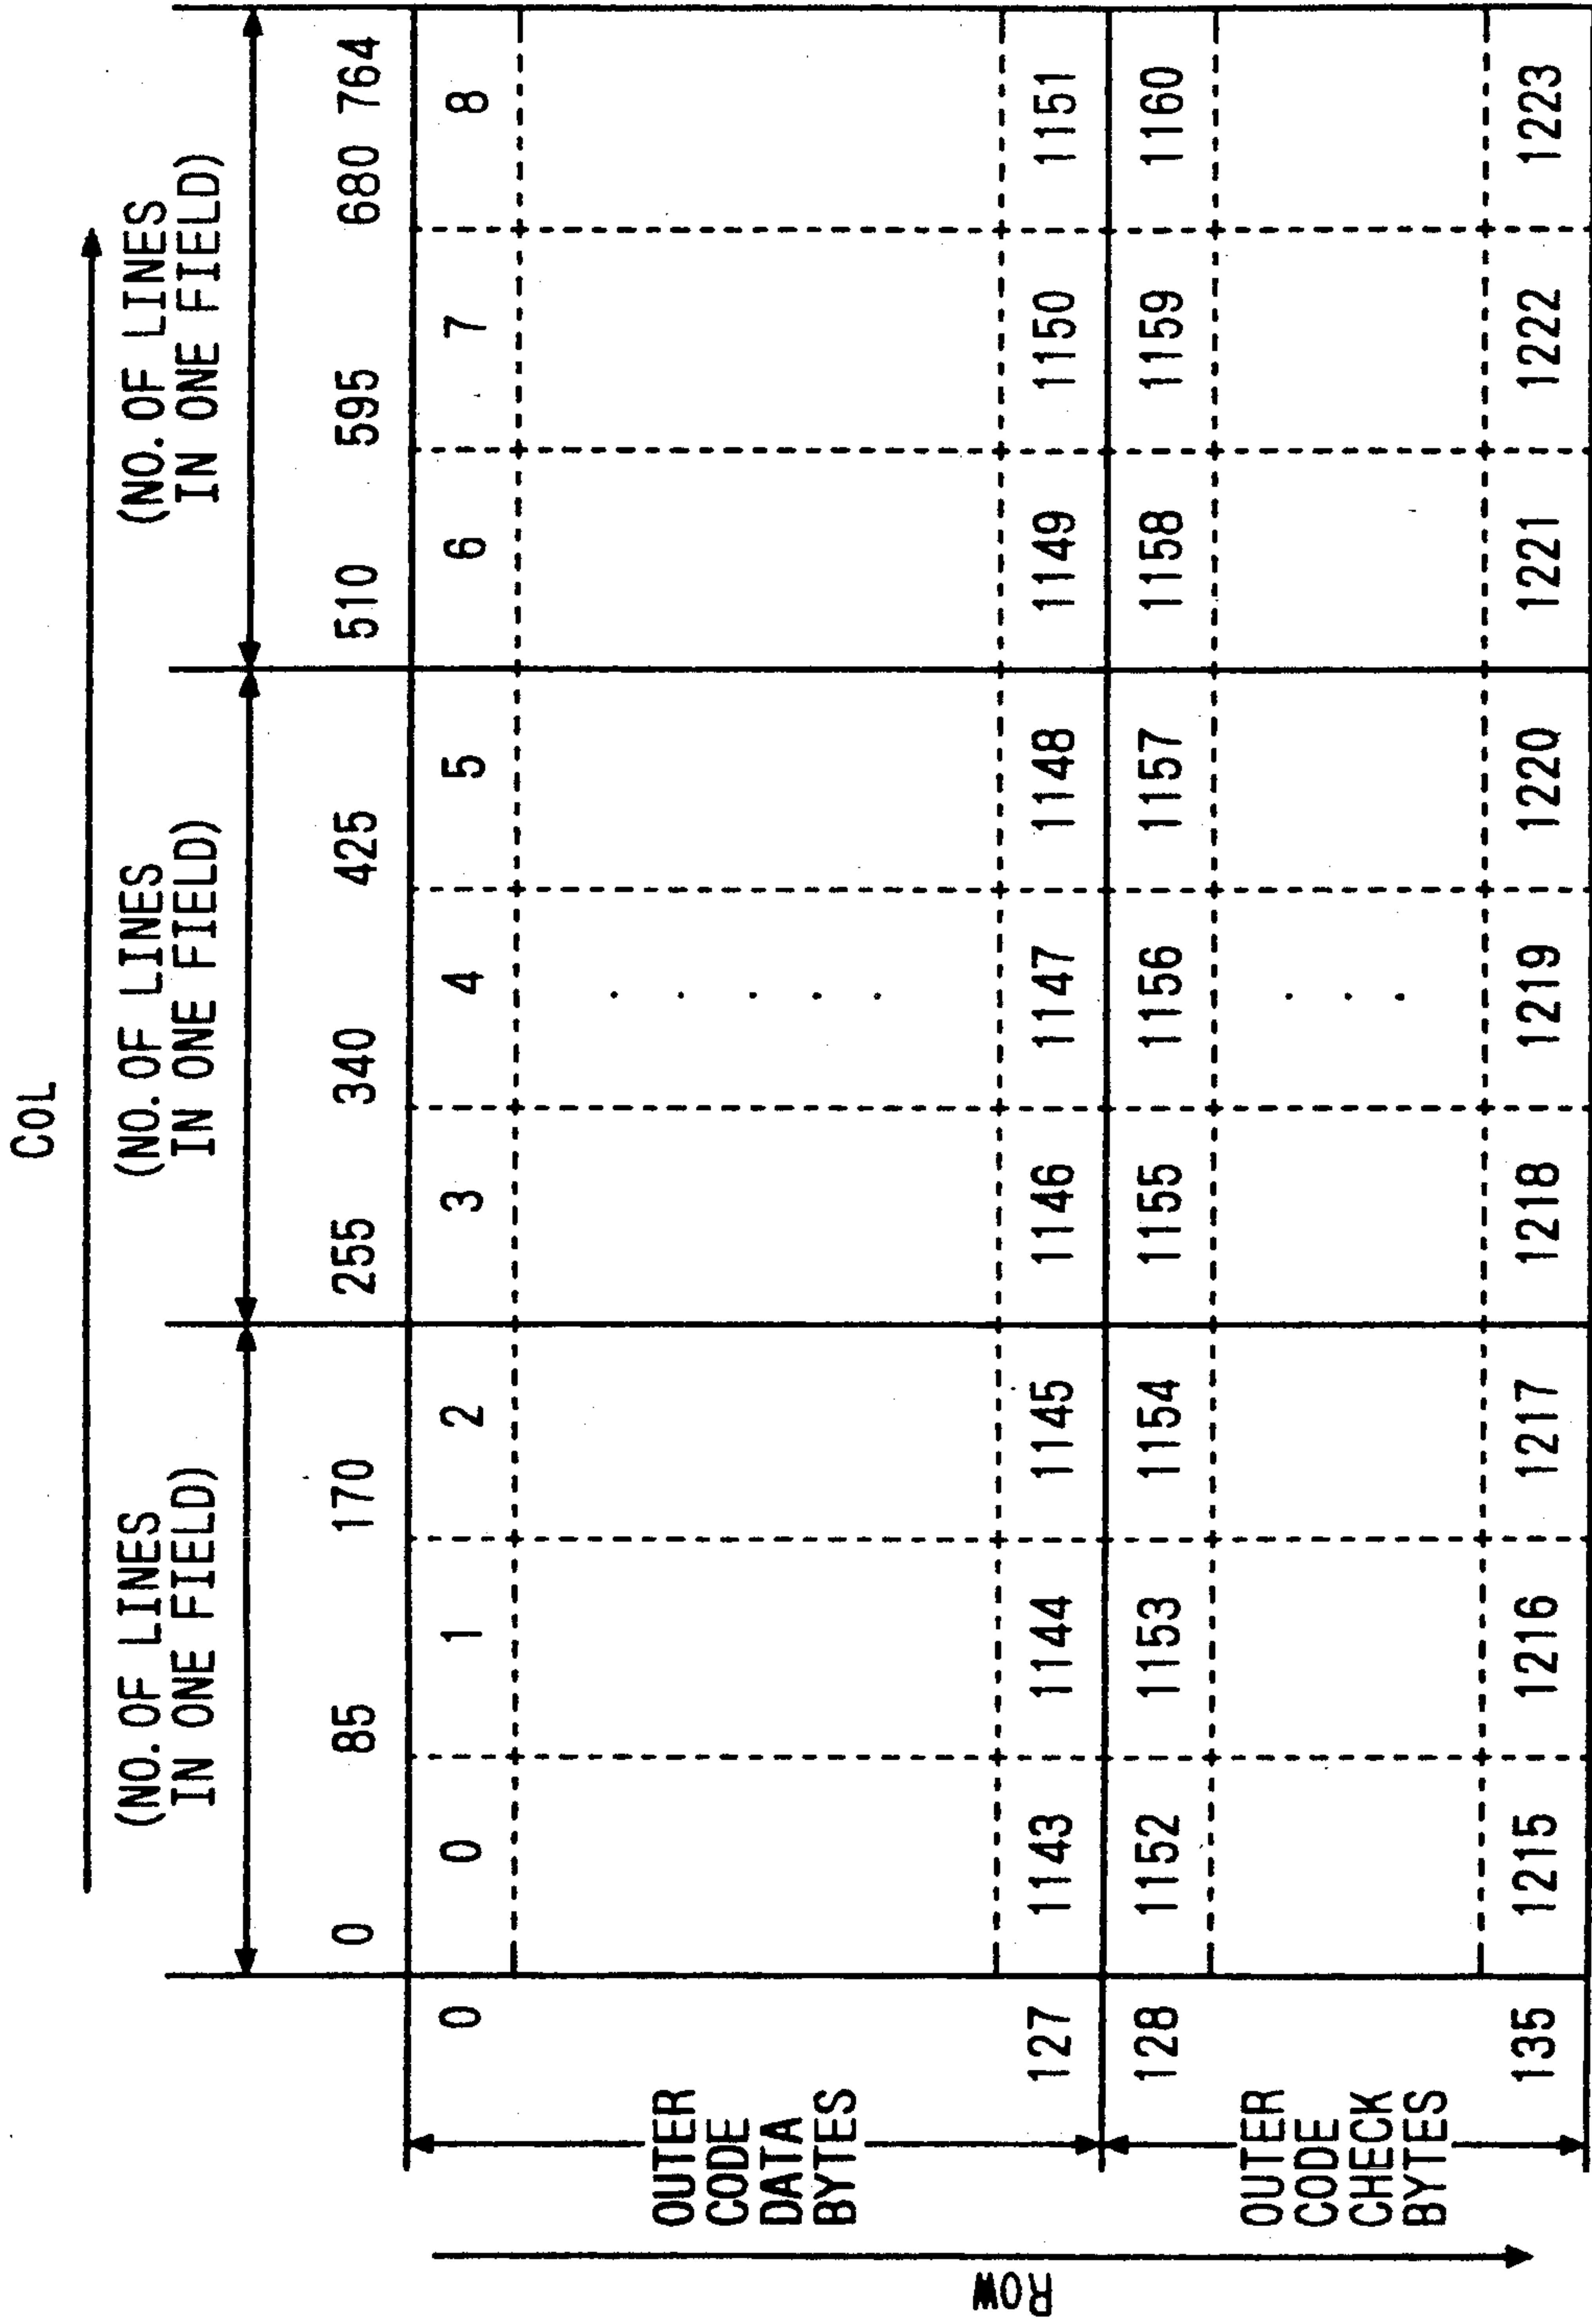 COL
(NO. OF LINES
IN ONE FIELD)
(NO. OF LINES
IN ONE FIELD)
(NO. OF LINES
IN ONE FIELD)
0 85 170 255 340 425 510 595 680 764
0 0 1 2 3 4 5 6 7 8
OUTER
CODE
DATA
BYTES
. . . . .
127 1143 1144 1145 1146 1147 1148 1149 1150 1151
128 1152 1153 1154 1155 1156 1157 1158 1159 1160
OUTER
CODE
CHECK
BYTES
. . .
135 1215 1216 1217 1218 1219 1220 1221 1222 1223
ROW